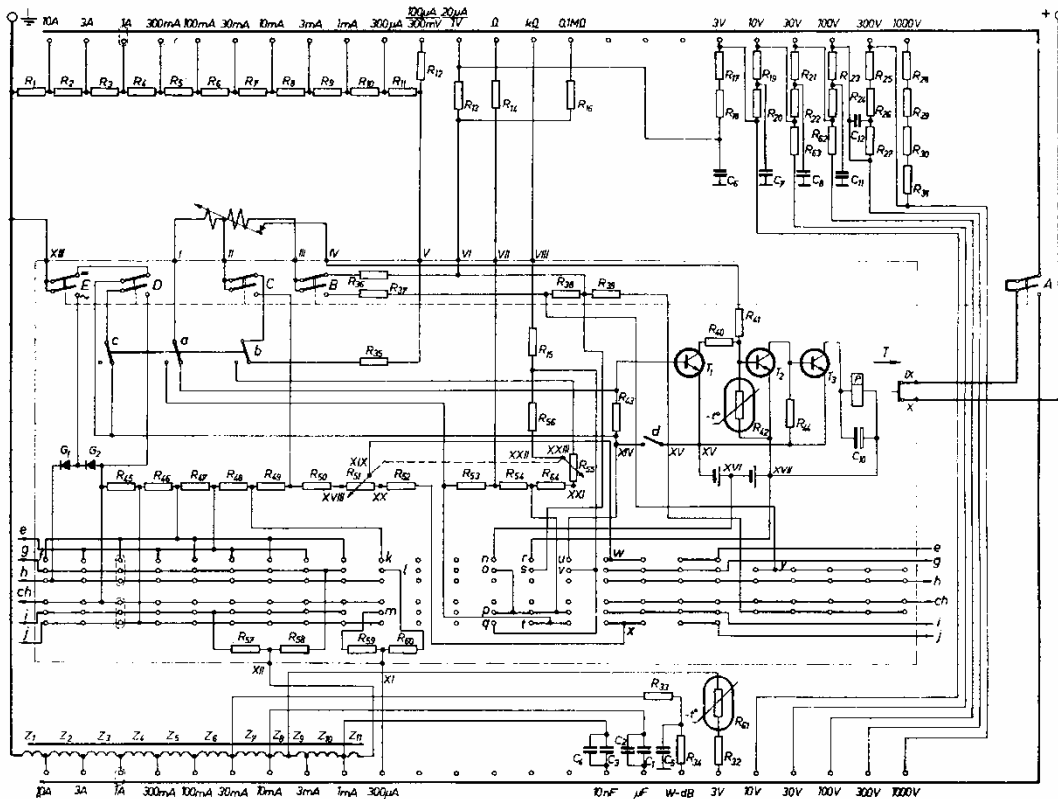 10A 3A 1A 300mA 100mA 30mA 10mA 3mA 1mA 300µA 100µA 300mV 20µA 1V Ω kΩ 0,1MΩ 3V 10V 30V 100V 300V 1000V +
R1 R2 R3 R4 R5 R6 R7 R8 R9 R10 R11 R12 R12 R14 R16
R17 R19 R21 R23 R25 R28
R18 R20 R22 R24 R26 R29
R63 R62 C12 R27 R30
C6 C7 C8 C11 R31
XIII I II III IV V VI VII VIII
E D C B R36 R37 R38 R39 R41 A
c a b R35 R15 R40
T1 T2 T3 T P IX X
R56 R43 R42 R44 C10
XIV d XV XV XVI XVII
G1 G2 XIX XXII XXIII R55
R45 R46 R47 R48 R49 R50 R51 R52 R53 R54 R64
XVIII XX XXI
e k n r u w e
g f l o s v y g
h h
ch ch
i m p i
j q t x j
R57 R58 R59 R60
XII XI
R33 -t° R61
Z1 Z2 Z3 Z4 Z5 Z6 Z7 Z8 Z9 Z10 Z11
C4 C3 C2 C1 C5 R34 R32
10A 3A 1A 300mA 100mA 30mA 10mA 3mA 1mA 300µA 10nF µF W-dB 3V 10V 30V 100V 300V 1000V